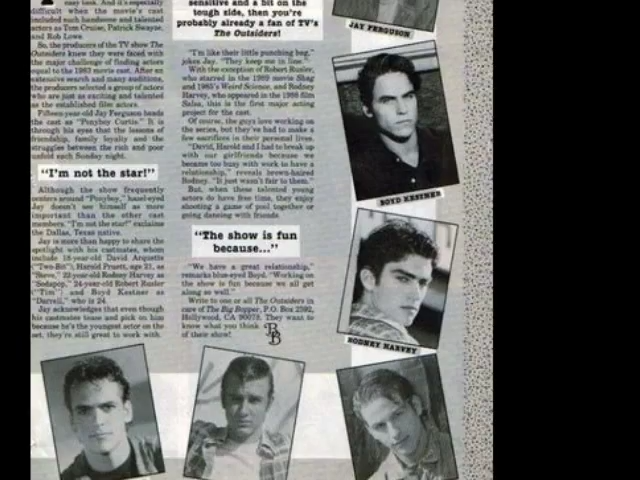 easy task. And it's especially
difficult when the movie's cast
included such handsome and talented
actors as Tom Cruise, Patrick Swayze,
and Rob Lowe.
So, the producers of the TV show The
Outsiders knew they were faced with
the major challenge of finding actors
equal to the 1983 movie cast. After an
extensive search and many auditions,
the producers selected a group of actors
who are just as exciting and talented
as the established film actors.
Fifteen-year-old Jay Ferguson heads
the cast as "Ponyboy Curtis." It is
through his eyes that the lessons of
friendship, family loyalty and the
struggles between the rich and poor
unfold each Sunday night.
"I'm not the star!"
Although the show frequently
centers around "Ponyboy," hazel-eyed
Jay doesn't see himself as more
important than the other cast
members. "I'm not the star!" exclaims
the Dallas, Texas native.
Jay is more than happy to share the
spotlight with his castmates, whom
include 18-year-old David Arquette
("Two-Bit"); Harold Pruett, age 21, as
"Steve," 22-year-old Rodney Harvey as
"Sodapop," 24-year-old Robert Rusler
("Tim") and Boyd Kestner as
"Darrell," who is 24.
Jay acknowledges that even though
his castmates tease and pick on him
because he's the youngest actor on the
set, they're still great to work with.
sensitive and a bit on the
tough side, then you're
probably already a fan of TV's
The Outsiders!
"I'm like their little punching bag,"
jokes Jay. "They keep me in line."
With the exception of Robert Rusler,
who starred in the 1989 movie Shag
and 1985's Weird Science, and Rodney
Harvey, who appeared in the 1988 film
Salsa, this is the first major acting
project for the cast.
Of course, the guys love working on
the series, but they've had to make a
few sacrifices in their personal lives.
"David, Harold and I had to break up
with our girlfriends because we
became too busy with work to have a
relationship," reveals brown-haired
Rodney. "It just wasn't fair to them."
But, when these talented young
actors do have free time, they enjoy
shooting a game of pool together or
going dancing with friends.
"The show is fun
because..."
"We have a great relationship,"
remarks blue-eyed Boyd. "Working on
the show is fun because we all get
along so well."
Write to one or all The Outsiders in
care of The Big Bopper, P.O. Box 2592,
Hollywood, CA 90078. They want to
know what you think
of their show!
BB
JAY FERGUSON
BOYD KESTNER
RODNEY HARVEY